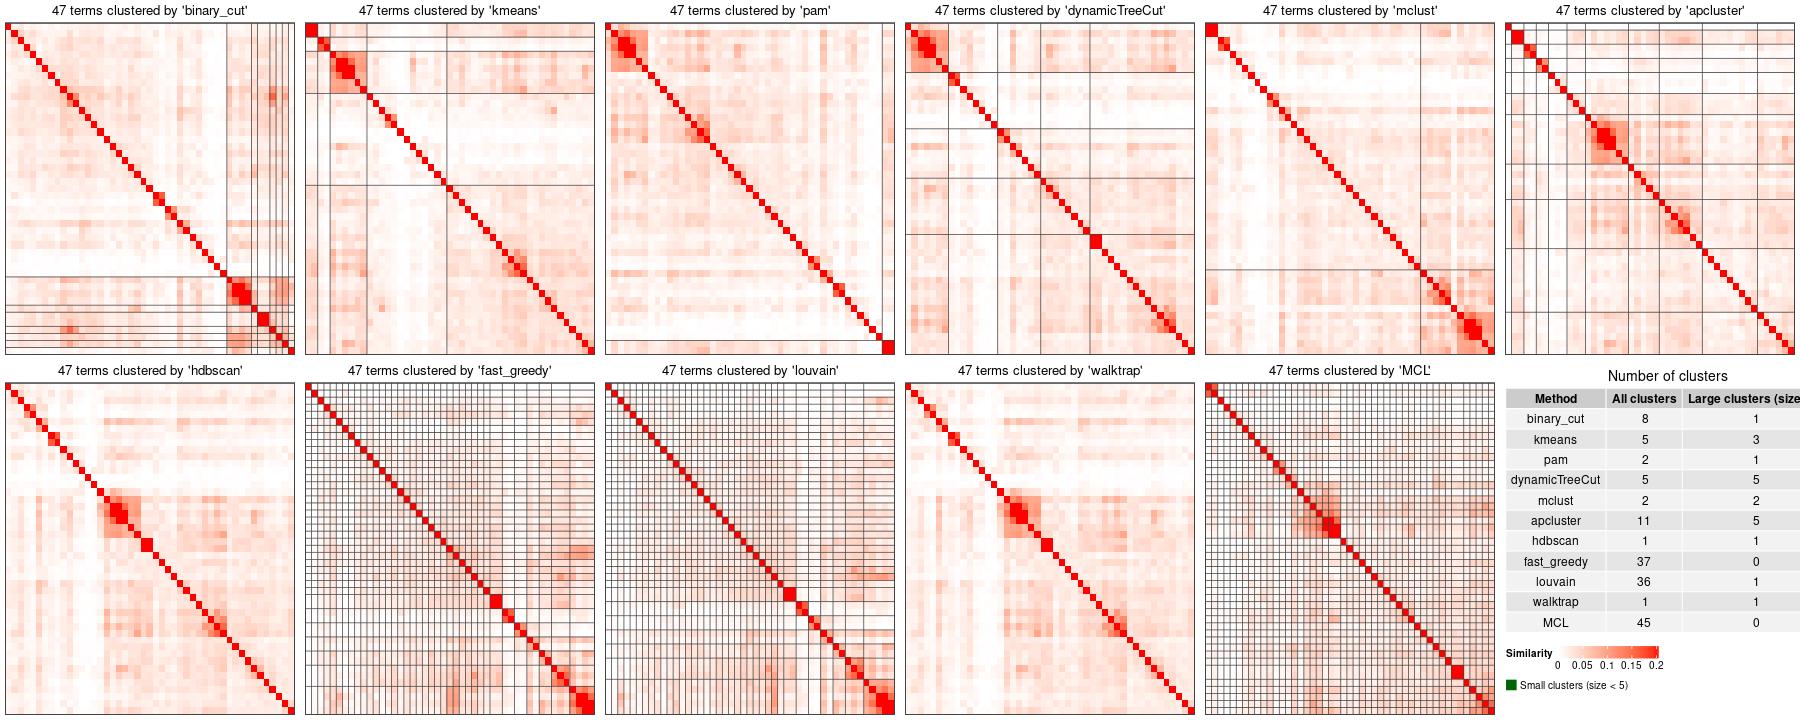 47 terms clustered by 'binary_cut'
47 terms clustered by 'kmeans'
47 terms clustered by 'pam'
47 terms clustered by 'dynamicTreeCut'
47 terms clustered by 'mclust'
47 terms clustered by 'apcluster'
47 terms clustered by 'hdbscan'
47 terms clustered by 'fast_greedy'
47 terms clustered by 'louvain'
47 terms clustered by 'walktrap'
47 terms clustered by 'MCL'
Number of clusters
Method All clusters Large clusters (size
binary_cut 8 1
kmeans 5 3
pam 2 1
dynamicTreeCut 5 5
mclust 2 2
apcluster 11 5
hdbscan 1 1
fast_greedy 37 0
louvain 36 1
walktrap 1 1
MCL 45 0
Similarity
0 0.05 0.1 0.15 0.2
Small clusters (size < 5)